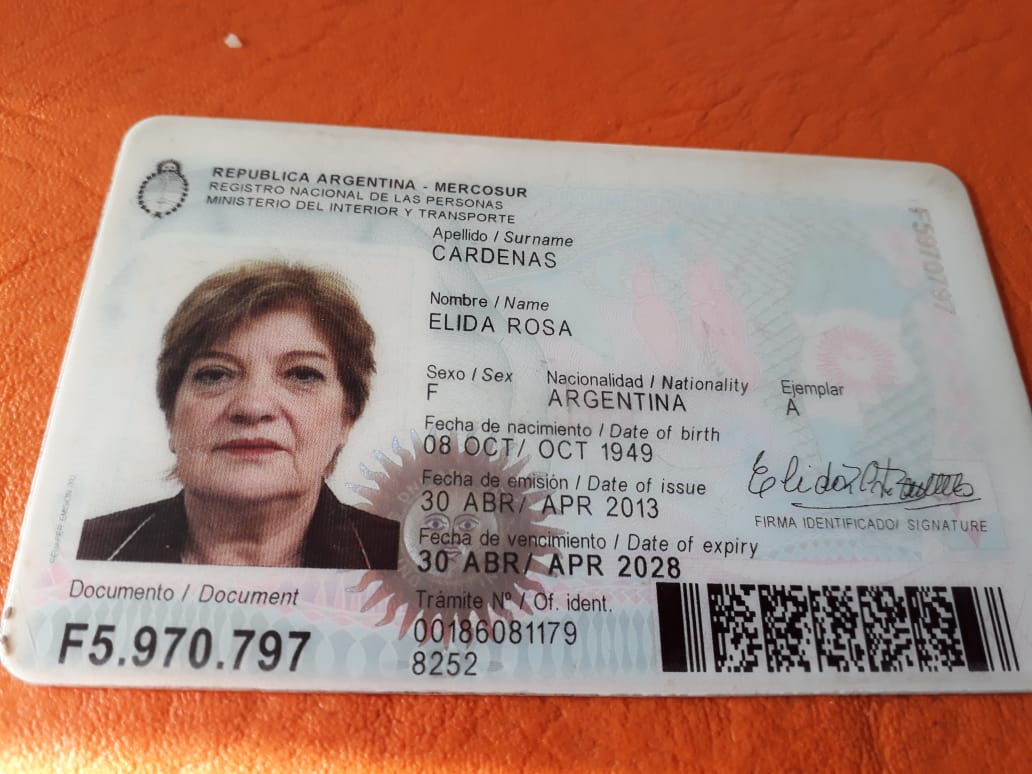 REPUBLICA ARGENTINA - MERCOSUR
REGISTRO NACIONAL DE LAS PERSONAS
MINISTERIO DEL INTERIOR Y TRANSPORTE
Apellido / Surname
CARDENAS
Nombre / Name
ELIDA ROSA
Sexo / Sex Nacionalidad / Nationality Ejemplar
F ARGENTINA A
Fecha de nacimiento / Date of birth
08 OCT/ OCT 1949
Fecha de emisión / Date of issue
30 ABR/ APR 2013
FIRMA IDENTIFICADO/ SIGNATURE
Fecha de vencimiento / Date of expiry
30 ABR/ APR 2028
Documento / Document
F5.970.797
Trámite Nº / Of. ident.
00186081179
8252
F5970797